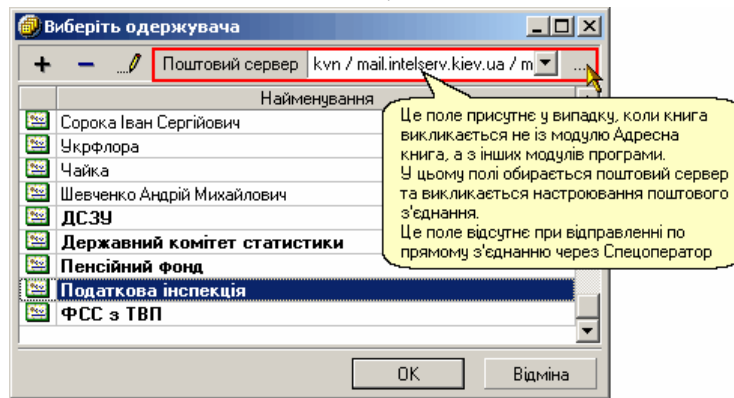 Виберіть одержувача
Поштовий сервер kvn / mail.intelserv.kiev.ua / m ...
Найменування
Сорока Іван Сергійович
Укрфлора
Чайка
Шевченко Андрій Михайлович
ДСЗУ
Державний комітет статистики
Пенсійний Фонд
Податкова інспекція
ФСС з ТВП
Це поле присутнє у випадку, коли книга
викликається не із модулю Адресна
книга, а з інших модулів програми.
У цьому полі обирається поштовий сервер
та викликається настроювання поштового
з'єднання.
Це поле відсутнє при відправленні по
прямому з'єднанню через Спецоператор
OK Відміна